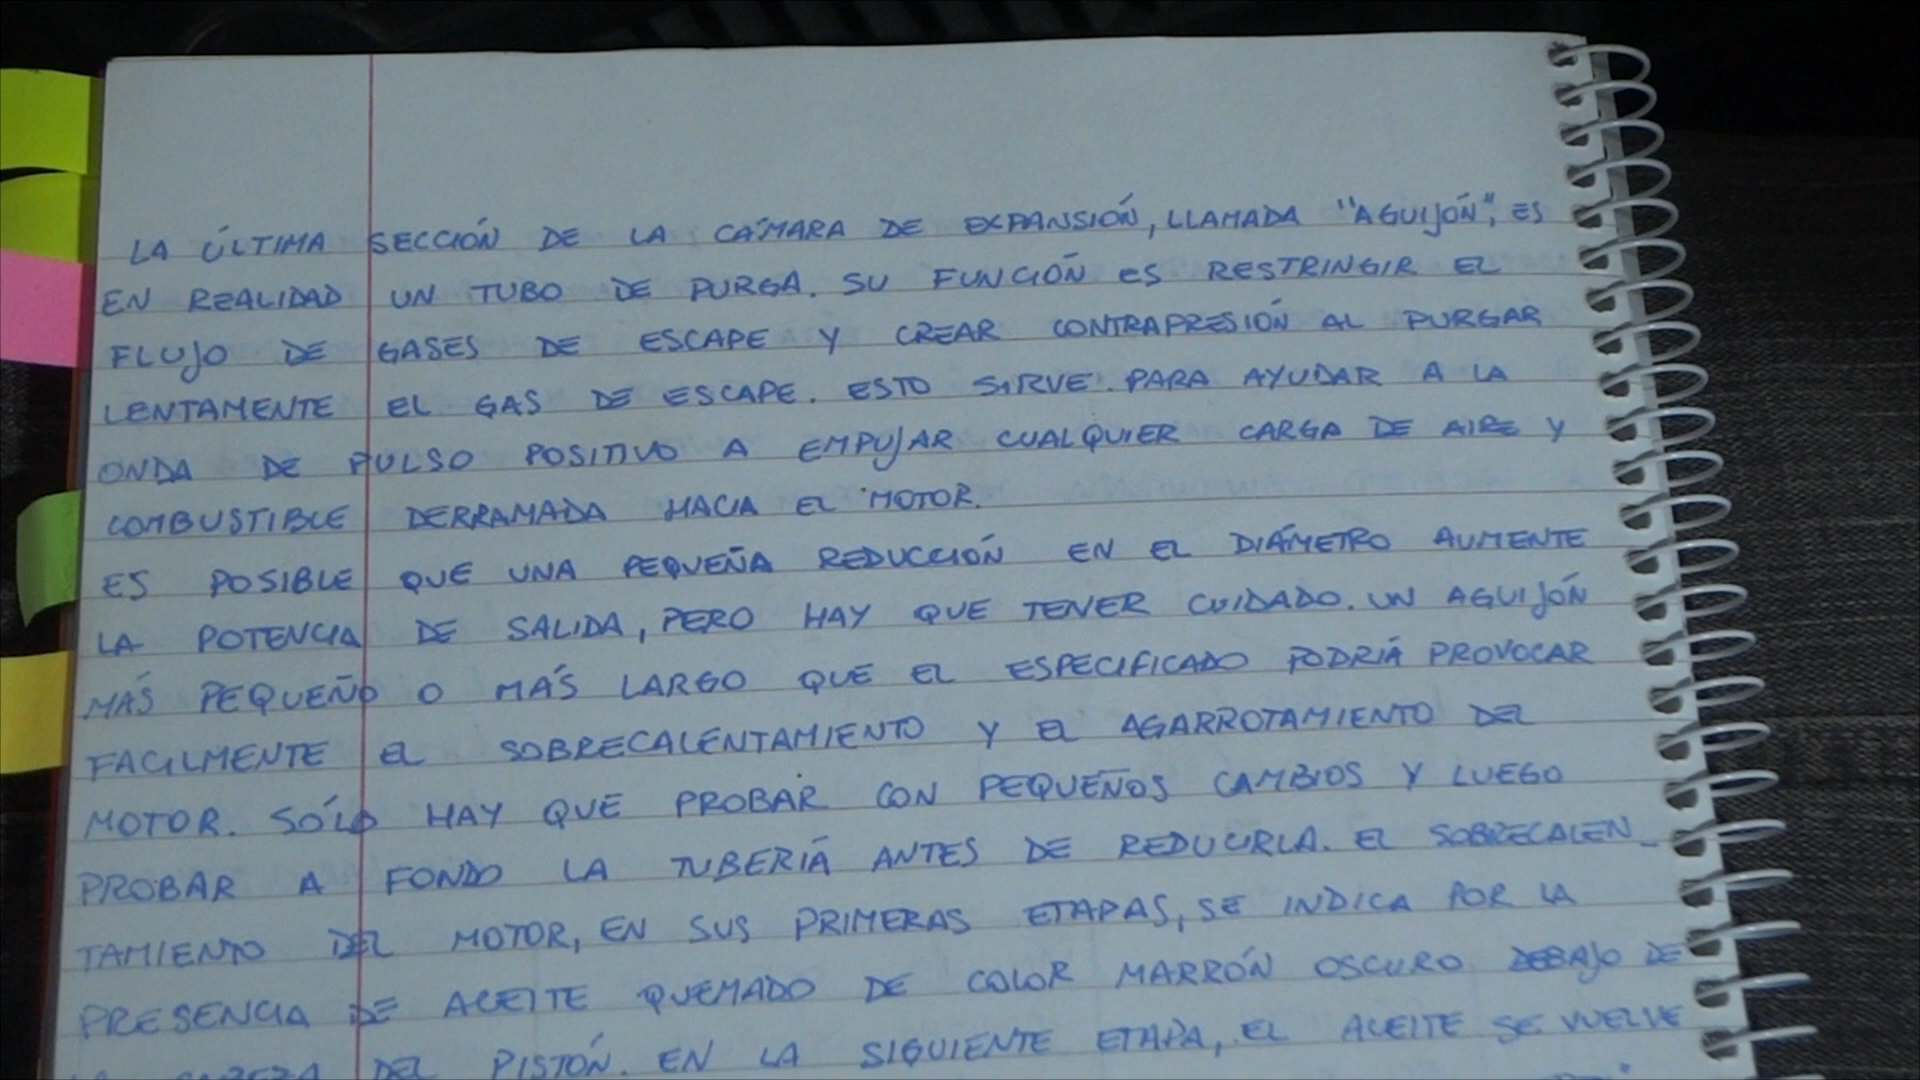 LA ÚLTIMA SECCIÓN DE LA CÁMARA DE EXPANSIÓN, LLAMADA "AGUIJÓN", ES
EN REALIDAD UN TUBO DE PURGA. SU FUNCIÓN ES RESTRINGIR EL
FLUJO DE GASES DE ESCAPE Y CREAR CONTRAPRESIÓN AL PURGAR
LENTAMENTE EL GAS DE ESCAPE. ESTO SIRVE PARA AYUDAR A LA
ONDA DE PULSO POSITIVO A EMPUJAR CUALQUIER CARGA DE AIRE Y
COMBUSTIBLE DERRAMADA HACIA EL MOTOR.
ES POSIBLE QUE UNA PEQUEÑA REDUCCIÓN EN EL DIÁMETRO AUMENTE
LA POTENCIA DE SALIDA, PERO HAY QUE TENER CUIDADO. UN AGUIJÓN
MÁS PEQUEÑO O MÁS LARGO QUE EL ESPECIFICADO PODRIÁ PROVOCAR
FACILMENTE EL SOBRECALENTAMIENTO Y EL AGARROTAMIENTO DEL
MOTOR. SÓLO HAY QUE PROBAR CON PEQUEÑOS CAMBIOS Y LUEGO
PROBAR A FONDO LA TUBERIÁ ANTES DE REDUCIRLA. EL SOBRECALEN_
TAMIENTO DEL MOTOR, EN SUS PRIMERAS ETAPAS, SE INDICA POR LA
PRESENCIA DE ACEITE QUEMADO DE COLOR MARRÓN OSCURO DEBAJO DE
LA CABEZA DEL PISTÓN. EN LA SIGUIENTE ETAPA, EL ACEITE SE VUELVE